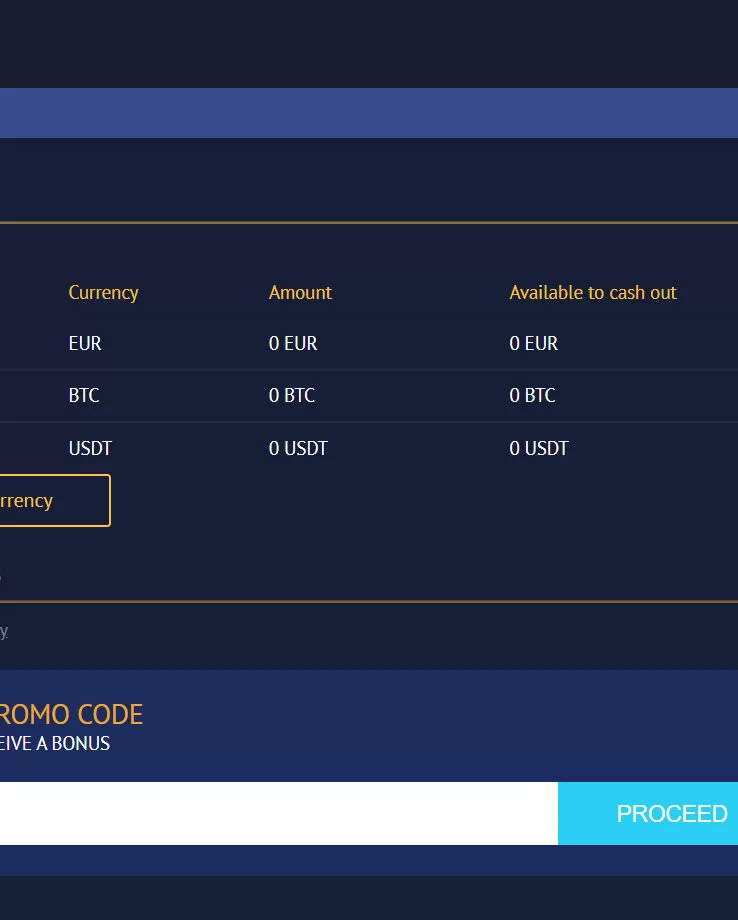 Currency Amount Available to cash out
EUR 0 EUR 0 EUR
BTC 0 BTC 0 BTC
USDT 0 USDT 0 USDT
rrency
y
ROMO CODE
EIVE A BONUS
PROCEED